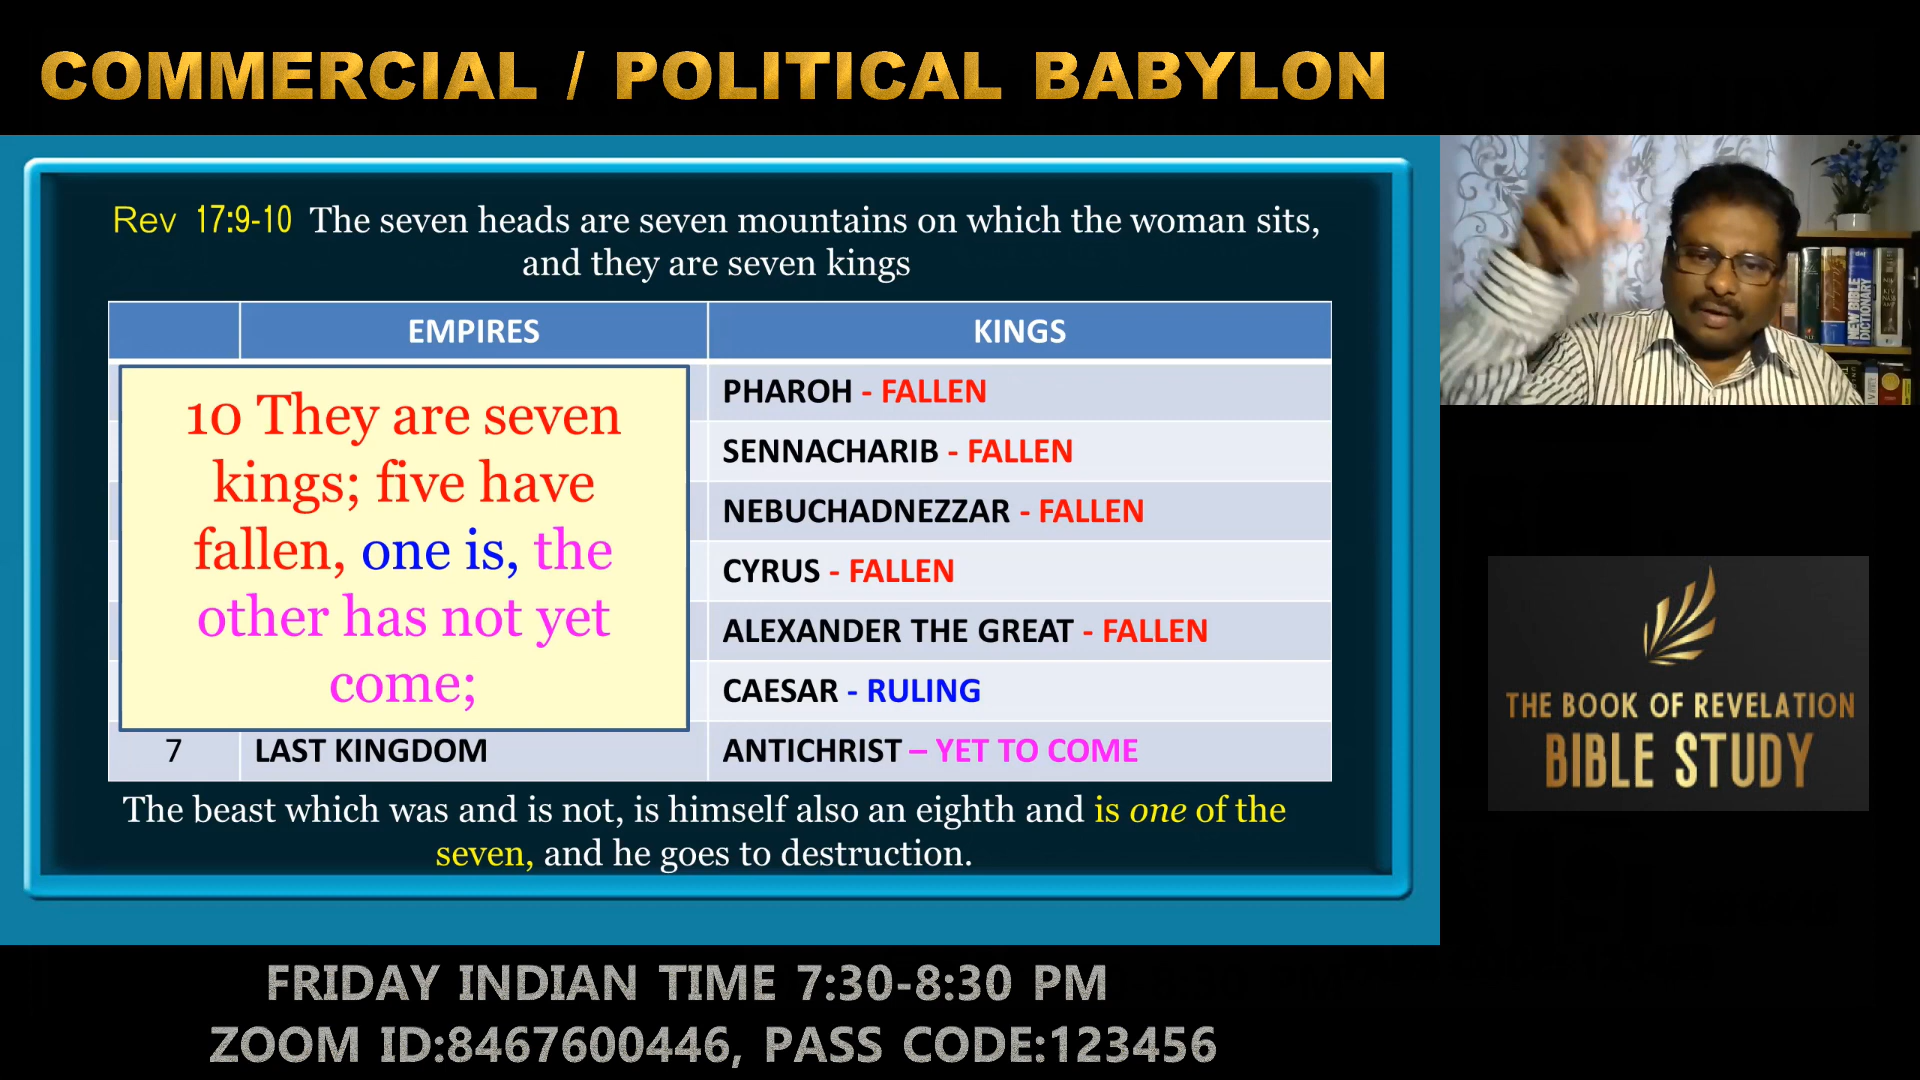 COMMERCIAL / POLITICAL BABYLON
Rev 17:9-10 The seven heads are seven mountains on which the woman sits,
and they are seven kings
EMPIRES KINGS
10 They are seven
kings; five have
fallen, one is, the
other has not yet
come;
PHAROH - FALLEN
SENNACHARIB - FALLEN
NEBUCHADNEZZAR - FALLEN
CYRUS - FALLEN
ALEXANDER THE GREAT - FALLEN
CAESAR - RULING
7 LAST KINGDOM ANTICHRIST – YET TO COME
The beast which was and is not, is himself also an eighth and is one of the
seven, and he goes to destruction.
NEW BIBLE
DICTIONARY
THE BOOK OF REVELATION
BIBLE STUDY
FRIDAY INDIAN TIME 7:30-8:30 PM
ZOOM ID:8467600446, PASS CODE:123456